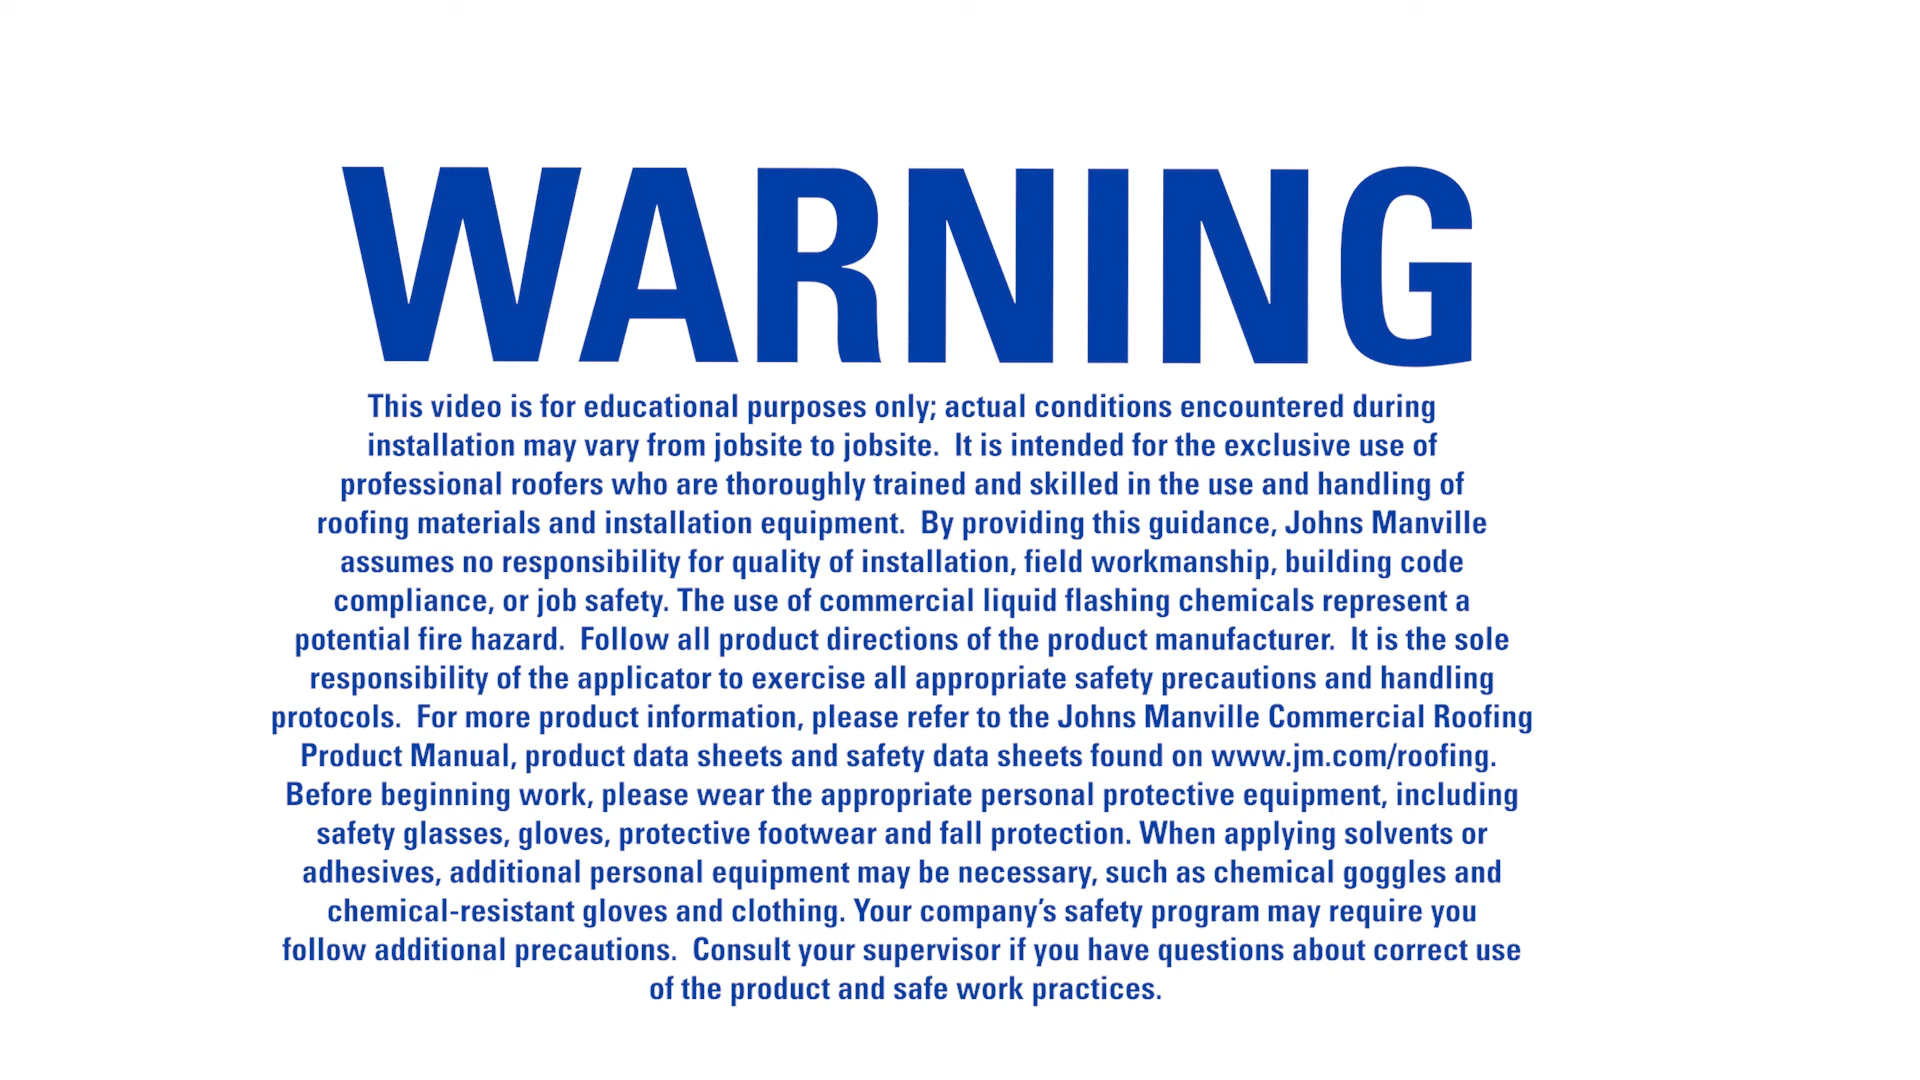 WARNING
This video is for educational purposes only; actual conditions encountered during
installation may vary from jobsite to jobsite.  It is intended for the exclusive use of
professional roofers who are thoroughly trained and skilled in the use and handling of
roofing materials and installation equipment.  By providing this guidance, Johns Manville
assumes no responsibility for quality of installation, field workmanship, building code
compliance, or job safety. The use of commercial liquid flashing chemicals represent a
potential fire hazard.  Follow all product directions of the product manufacturer.  It is the sole
responsibility of the applicator to exercise all appropriate safety precautions and handling
protocols.  For more product information, please refer to the Johns Manville Commercial Roofing
Product Manual, product data sheets and safety data sheets found on www.jm.com/roofing.
Before beginning work, please wear the appropriate personal protective equipment, including
safety glasses, gloves, protective footwear and fall protection. When applying solvents or
adhesives, additional personal equipment may be necessary, such as chemical goggles and
chemical-resistant gloves and clothing. Your company’s safety program may require you
follow additional precautions.  Consult your supervisor if you have questions about correct use
of the product and safe work practices.